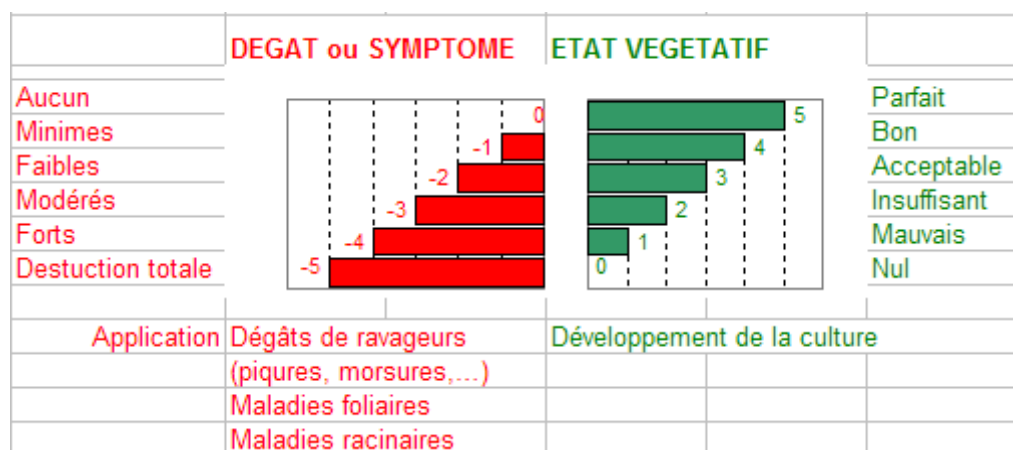 DEGAT ou SYMPTOME ETAT VEGETATIF
Aucun 0 5 Parfait
Minimes -1 4 Bon
Faibles -2 3 Acceptable
Modérés -3 2 Insuffisant
Forts -4 1 Mauvais
Destuction totale -5 0 Nul
Application Dégâts de ravageurs Développement de la culture
(piqures, morsures,...)
Maladies foliaires
Maladies racinaires